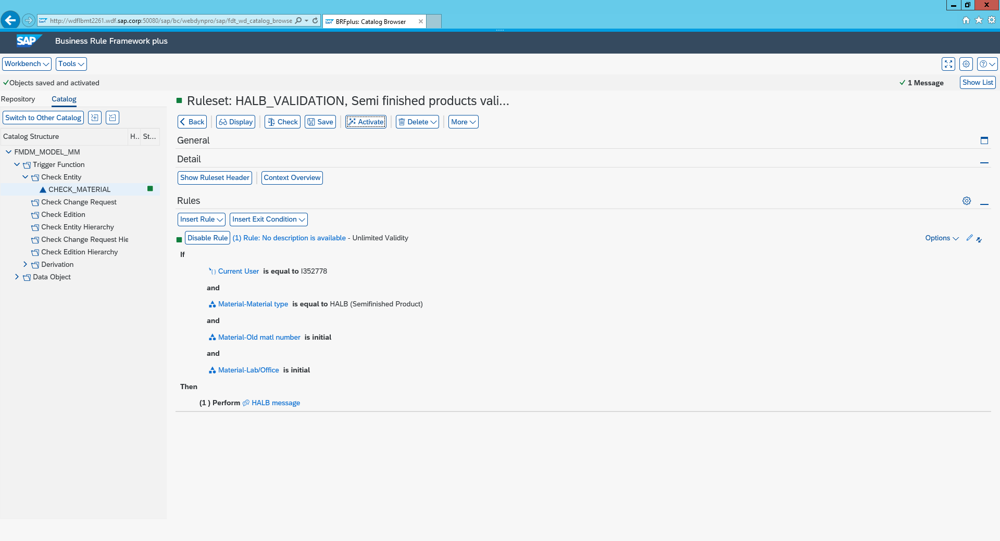 http://wdflbmt2261.wdf.sap.corp:50080/sap/bc/webdynpro/sap/fdt_wd_catalog_browse
BRFplus: Catalog Browser
SAP Business Rule Framework plus
Workbench Tools
Objects saved and activated 1 Message Show List
Repository Catalog
Switch to Other Catalog
Catalog Structure H.. St...
FMDM_MODEL_MM
Trigger Function
Check Entity
CHECK_MATERIAL
Check Change Request
Check Edition
Check Entity Hierarchy
Check Change Request Hie
Check Edition Hierarchy
Derivation
Data Object
Ruleset: HALB_VALIDATION, Semi finished products vali...
Back Display Check Save Activate Delete More
General
Detail
Show Ruleset Header Context Overview
Rules
Insert Rule Insert Exit Condition
Disable Rule (1) Rule: No description is available - Unlimited Validity Options
If
Current User is equal to I352778
and
Material-Material type is equal to HALB (Semifinished Product)
and
Material-Old matl number is initial
and
Material-Lab/Office is initial
Then
(1 ) Perform HALB message